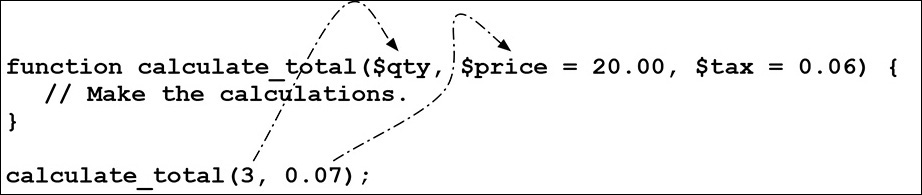 function calculate_total($qty, $price = 20.00, $tax = 0.06) {
// Make the calculations.
}
calculate_total(3, 0.07);